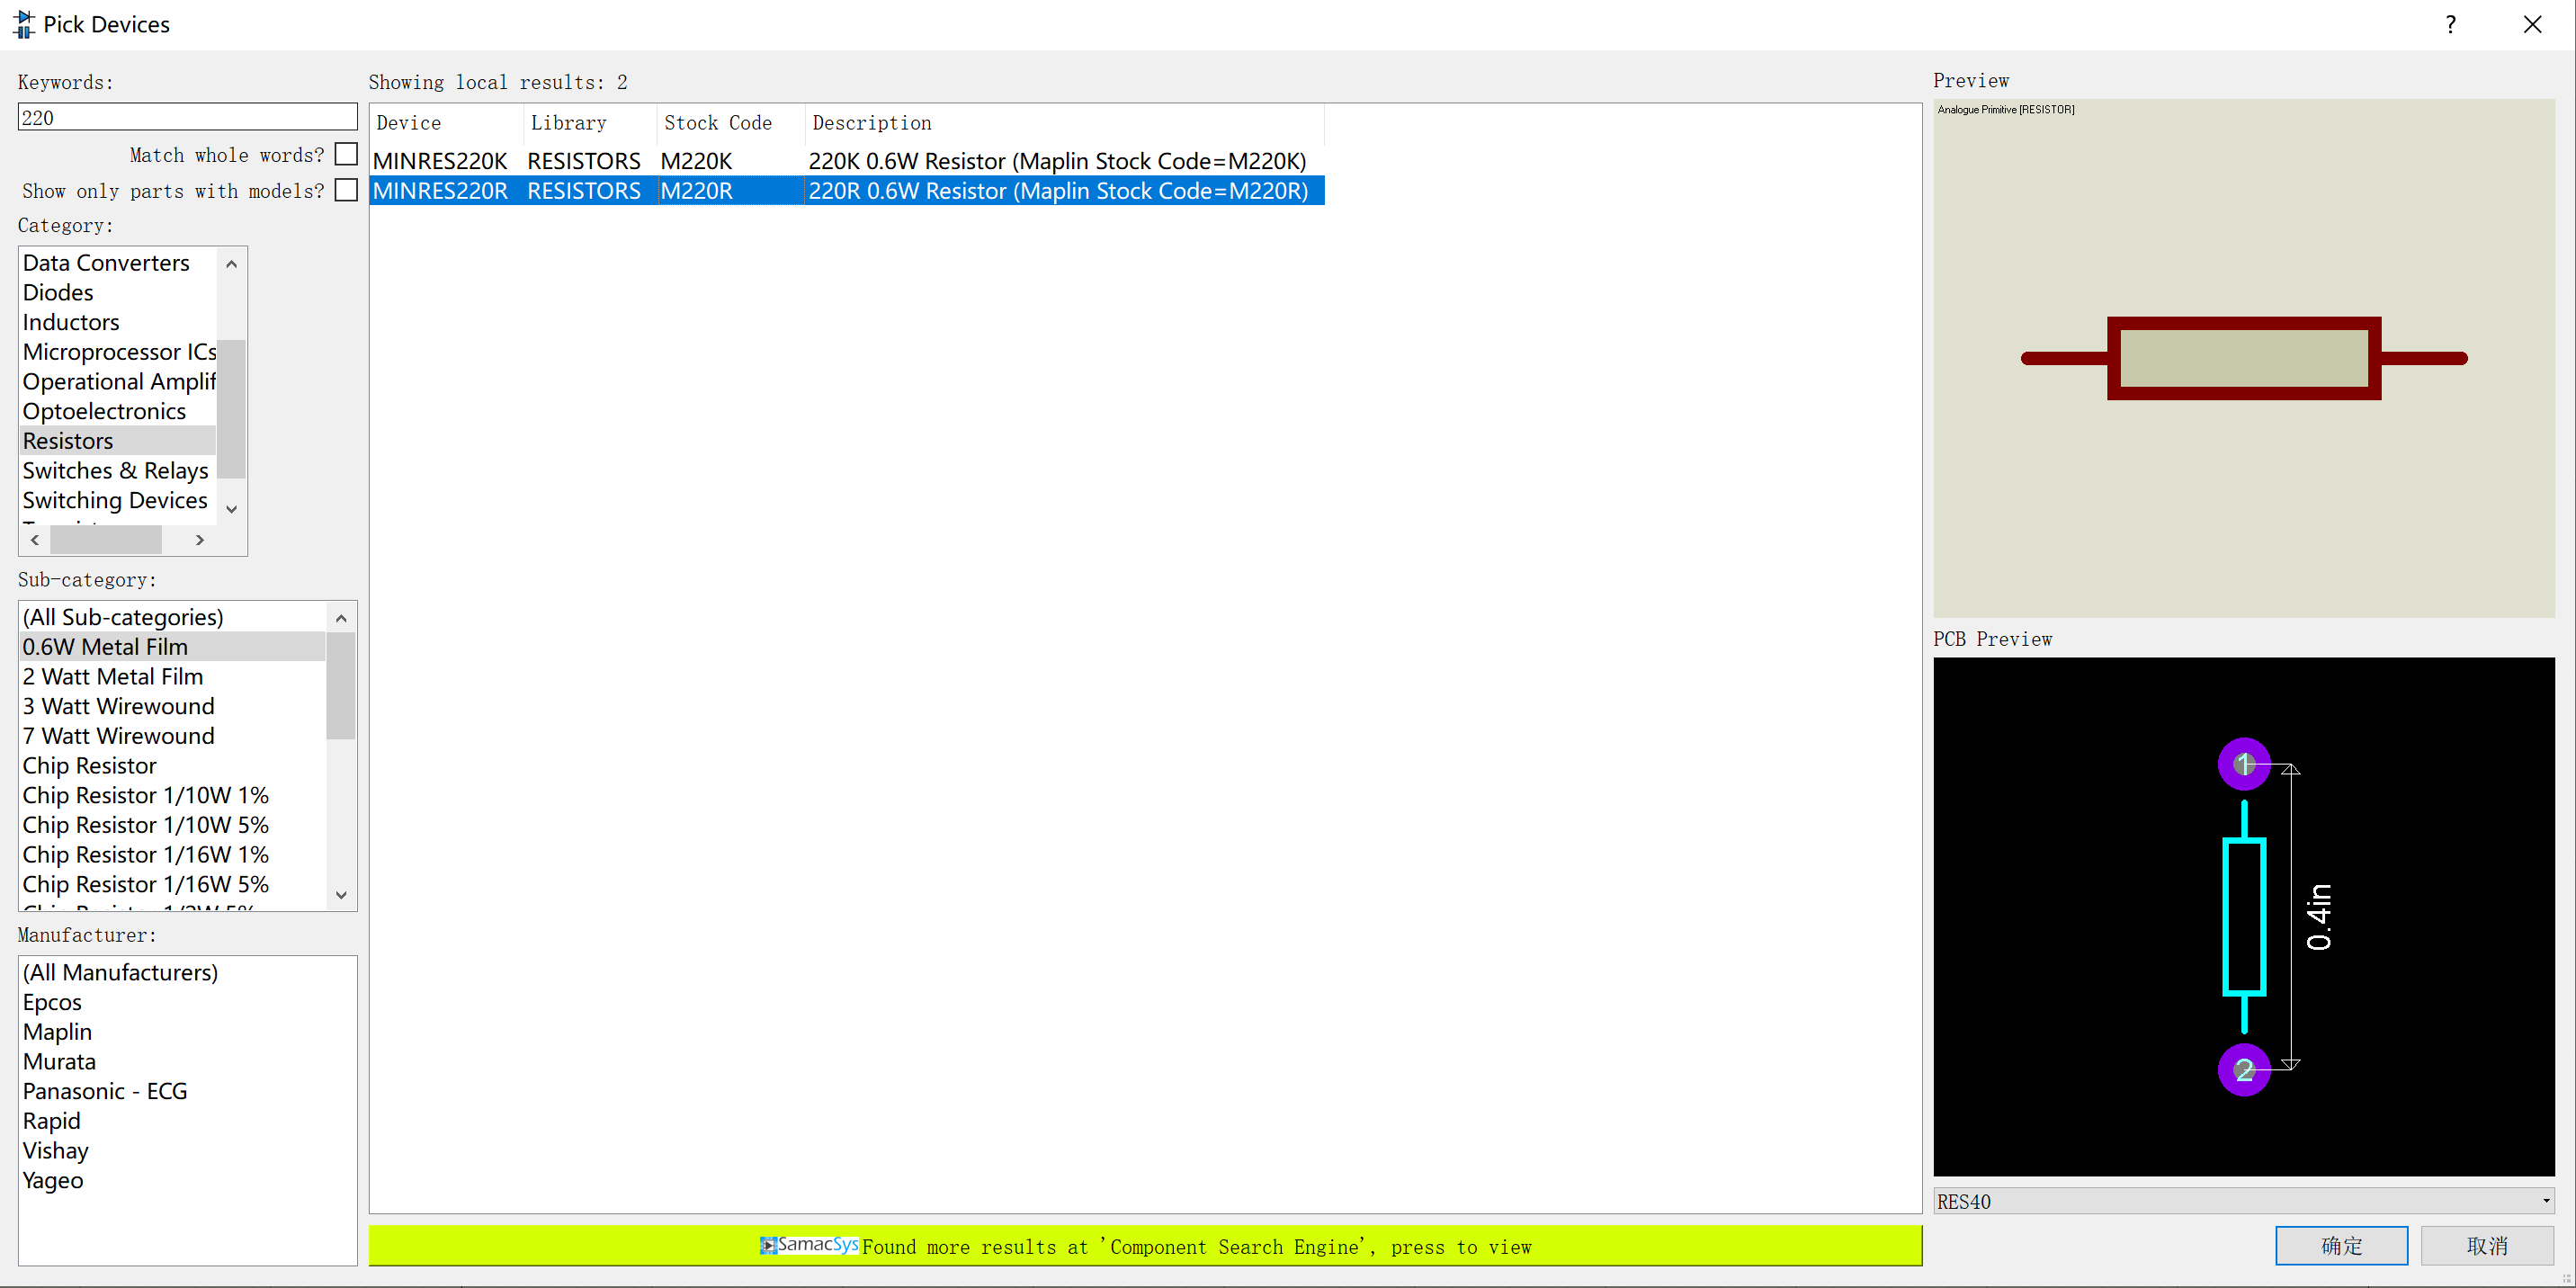 Pick Devices
?
Keywords:
220
Match whole words?
Show only parts with models?
Category:
Data Converters
Diodes
Inductors
Microprocessor ICs
Operational Amplif
Optoelectronics
Resistors
Switches & Relays
Switching Devices
Sub-category:
(All Sub-categories)
0.6W Metal Film
2 Watt Metal Film
3 Watt Wirewound
7 Watt Wirewound
Chip Resistor
Chip Resistor 1/10W 1%
Chip Resistor 1/10W 5%
Chip Resistor 1/16W 1%
Chip Resistor 1/16W 5%
Manufacturer:
(All Manufacturers)
Epcos
Maplin
Murata
Panasonic - ECG
Rapid
Vishay
Yageo
Showing local results: 2
Device Library Stock Code Description
MINRES220K RESISTORS M220K 220K 0.6W Resistor (Maplin Stock Code=M220K)
MINRES220R RESISTORS M220R 220R 0.6W Resistor (Maplin Stock Code=M220R)
SamacSys Found more results at 'Component Search Engine', press to view
Preview
Analogue Primitive [RESISTOR]
PCB Preview
1
0.4in
2
RES40
确定 取消